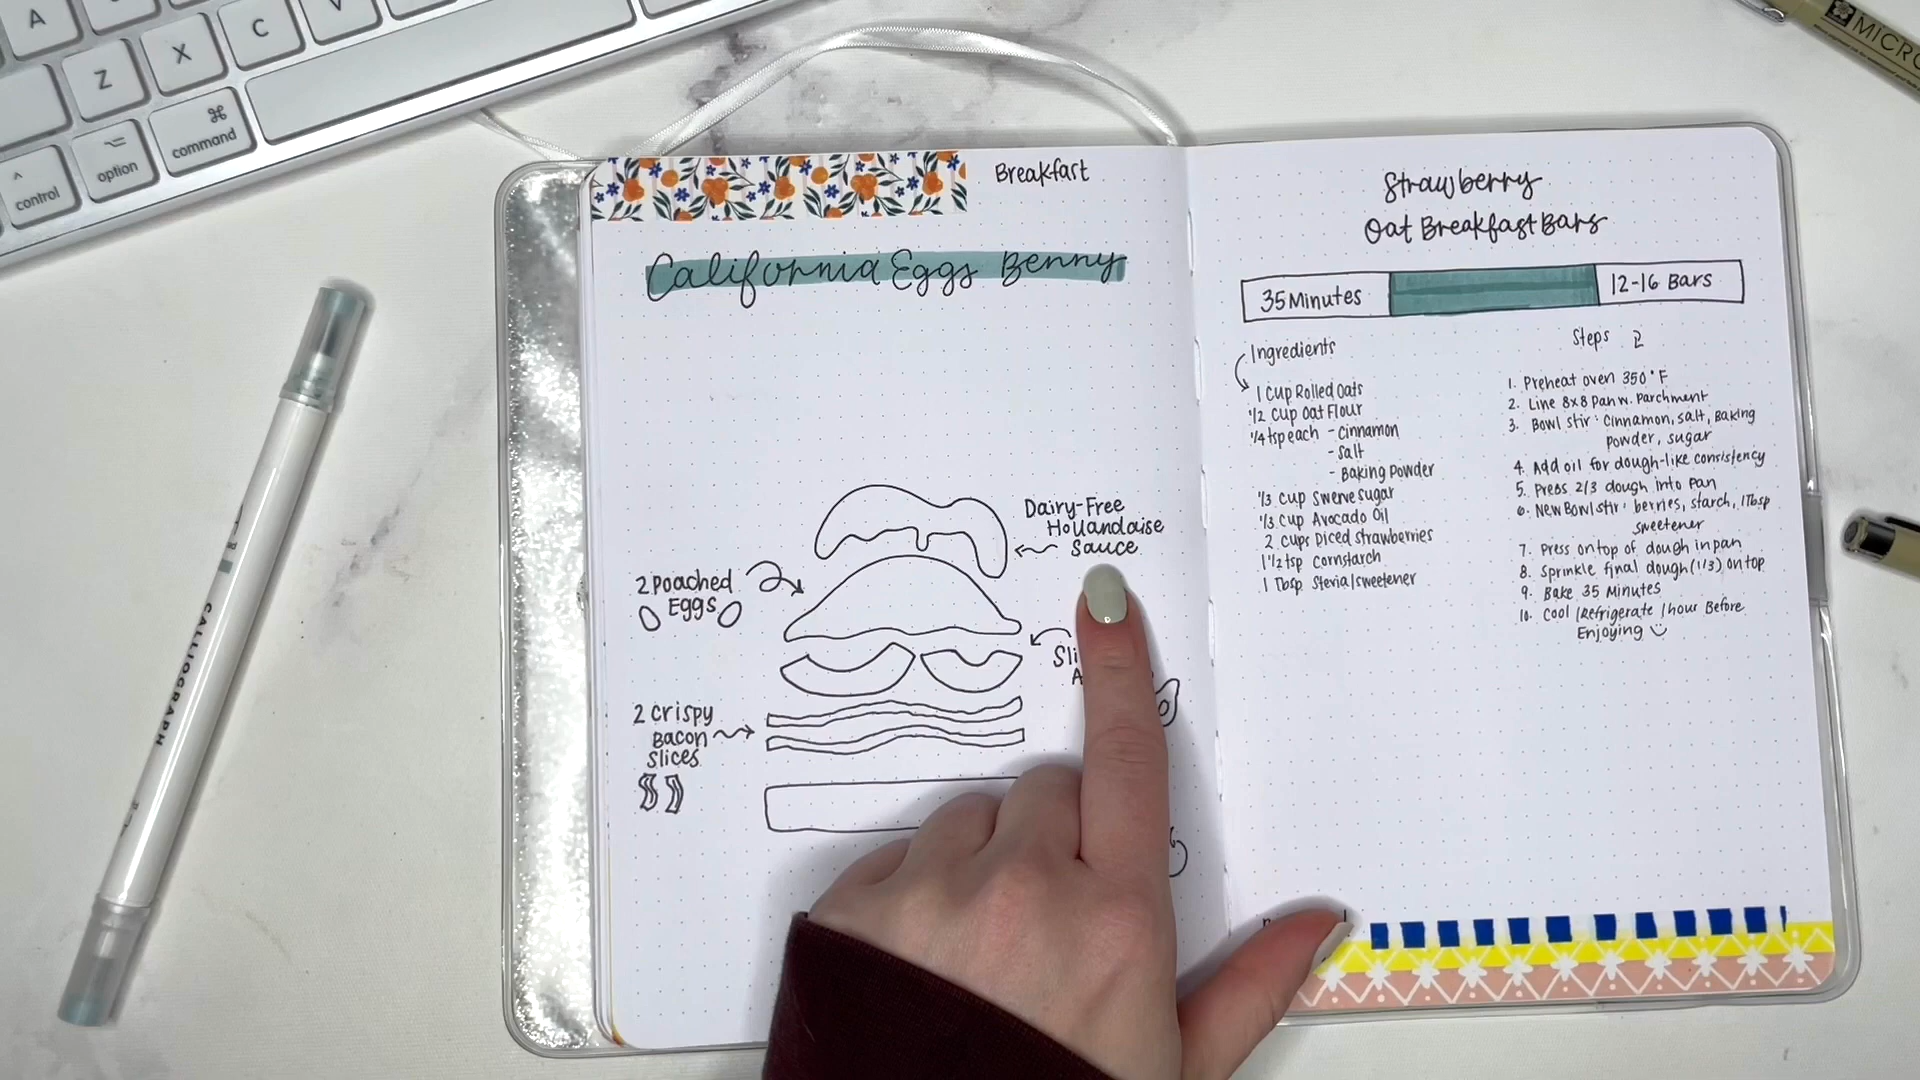 A
Z
X
C
V
control
⌥
option
⌘
command
MICRO
CALLIOGRAPH
Breakfast
California Eggs Benny
Dairy-Free
Hollandaise
Sauce
2 Poached
Eggs
Sli
A
2 crispy
Bacon
Slices
Strawberry
Oat Breakfast Bars
35 Minutes
12-16 Bars
Ingredients
1 Cup Rolled Oats
1/2 Cup Oat Flour
1/4 tsp each - Cinnamon
- Salt
- Baking Powder
1/3 Cup Swerve Sugar
1/3 Cup Avocado Oil
2 Cups Diced Strawberries
1 1/2 tsp Cornstarch
1 Tbsp Stevia/sweetener
Steps
1. Preheat oven 350°F
2. Line 8x8 Pan w. Parchment
3. Bowl stir: Cinnamon, salt, Baking
powder, sugar
4. Add oil for dough-like consistency
5. Press 2/3 dough into pan
6. New Bowl stir: berries, starch, 1Tbsp
sweetener
7. Press on top of dough in pan
8. Sprinkle final dough (1/3) on top
9. Bake 35 Minutes
10. Cool/Refrigerate 1 hour Before
Enjoying